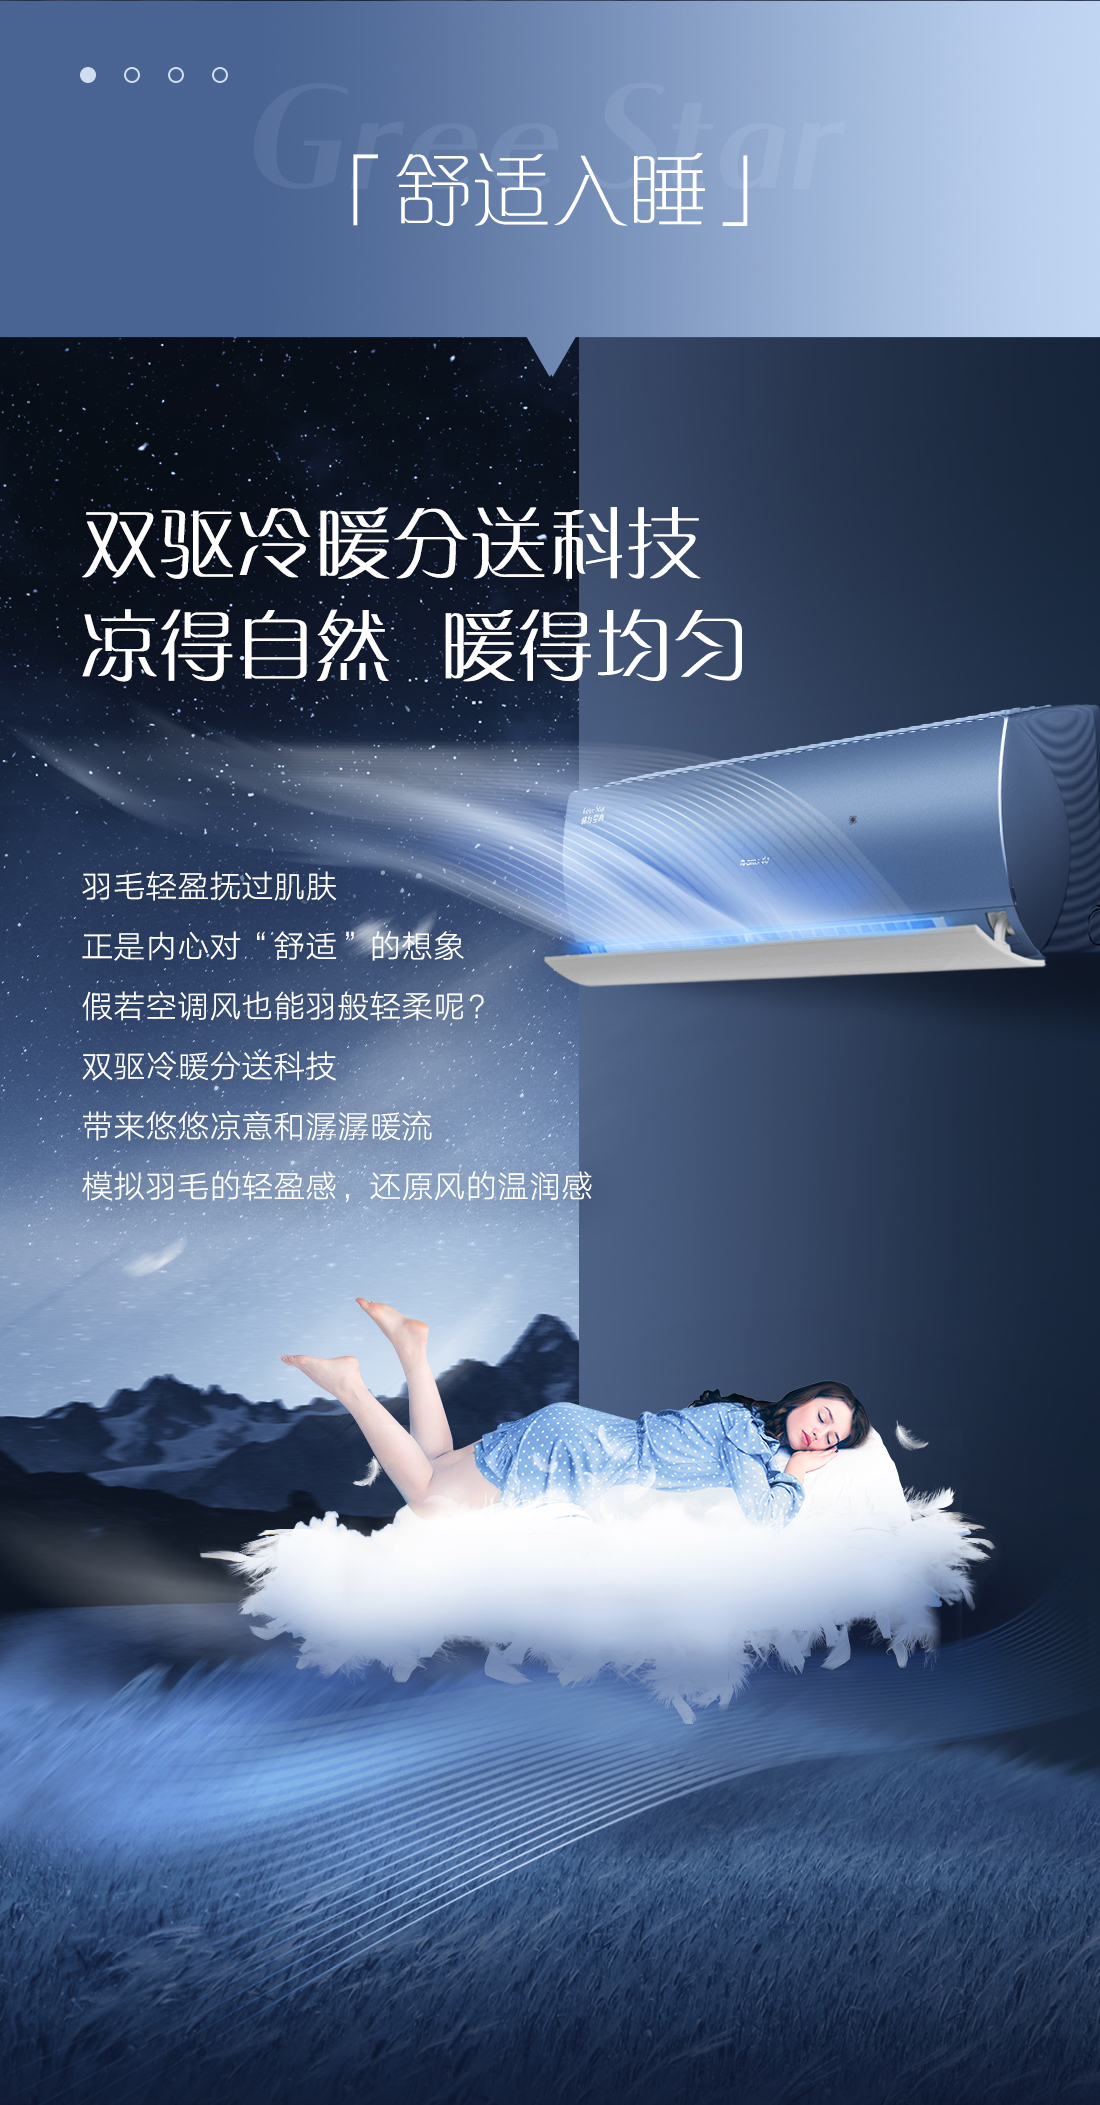 Gree Star
「舒适入睡」
双驱冷暖分送科技
凉得自然 暖得均匀
羽毛轻盈抚过肌肤
正是内心对“舒适”的想象
假若空调风也能羽般轻柔呢？
双驱冷暖分送科技
带来悠悠凉意和潺潺暖流
模拟羽毛的轻盈感，还原风的温润感